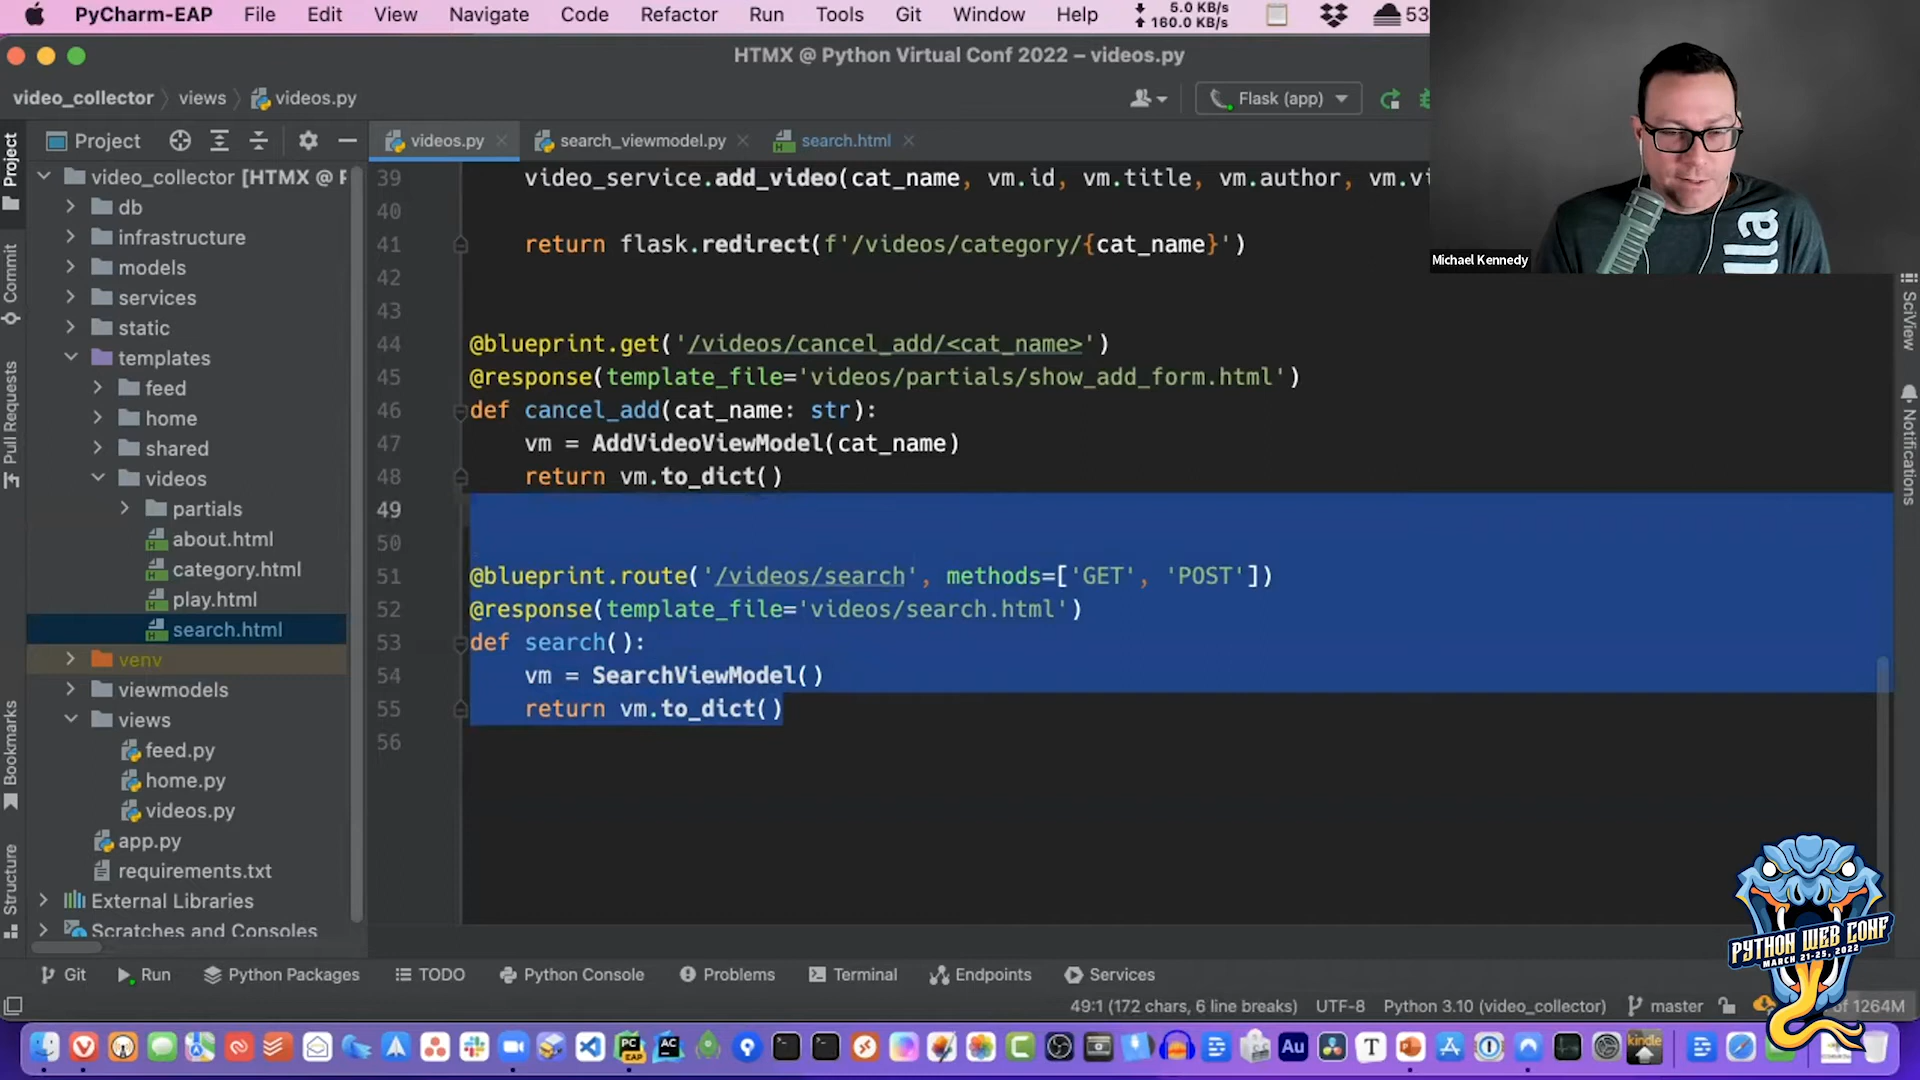 PyCharm-EAP File Edit View Navigate Code Refactor Run Tools Git Window Help 5.0 KB/s 160.0 KB/s 53
HTMX @ Python Virtual Conf 2022 – videos.py
video_collector views videos.py Flask (app)
Project videos.py search_viewmodel.py search.html
Project
Commit
Pull Requests
Bookmarks
Structure
video_collector [HTMX @ P
db
infrastructure
models
services
static
templates
feed
home
shared
videos
partials
about.html
category.html
play.html
search.html
venv
viewmodels
views
feed.py
home.py
videos.py
app.py
requirements.txt
External Libraries
Scratches and Consoles
39 video_service.add_video(cat_name, vm.id, vm.title, vm.author, vm.vi
40
41 return flask.redirect(f'/videos/category/{cat_name}')
42
43
44 @blueprint.get('/videos/cancel_add/<cat_name>')
45 @response(template_file='videos/partials/show_add_form.html')
46 def cancel_add(cat_name: str):
47 vm = AddVideoViewModel(cat_name)
48 return vm.to_dict()
49
50
51 @blueprint.route('/videos/search', methods=['GET', 'POST'])
52 @response(template_file='videos/search.html')
53 def search():
54 vm = SearchViewModel()
55 return vm.to_dict()
56
Michael Kennedy
lla
SciView
Notifications
PYTHON WEB CONF
MARCH 21-25, 2022
Git Run Python Packages TODO Python Console Problems Terminal Endpoints Services
49:1 (172 chars, 6 line breaks) UTF-8 Python 3.10 (video_collector) master of 1264M
PC EAP AC Au T kindle